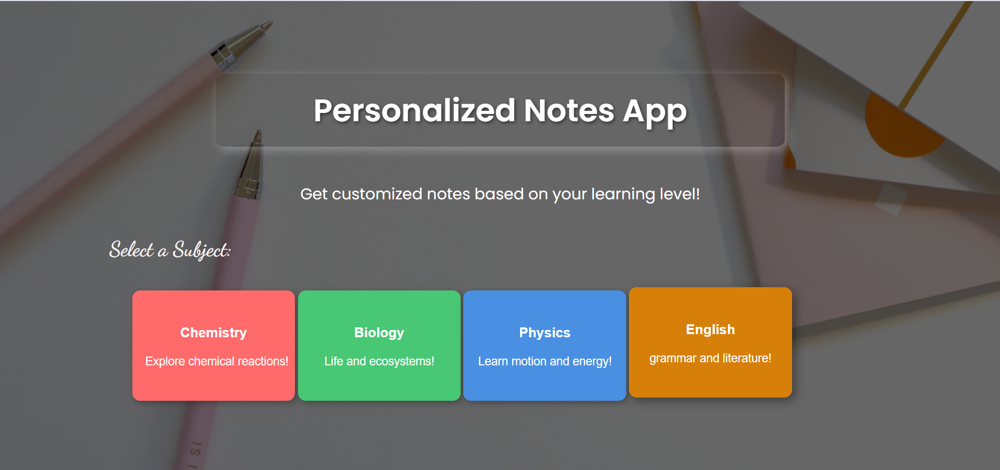 Personalized Notes App
Get customized notes based on your learning level!
Select a Subject:
Chemistry
Explore chemical reactions!
Biology
Life and ecosystems!
Physics
Learn motion and energy!
English
grammar and literature!